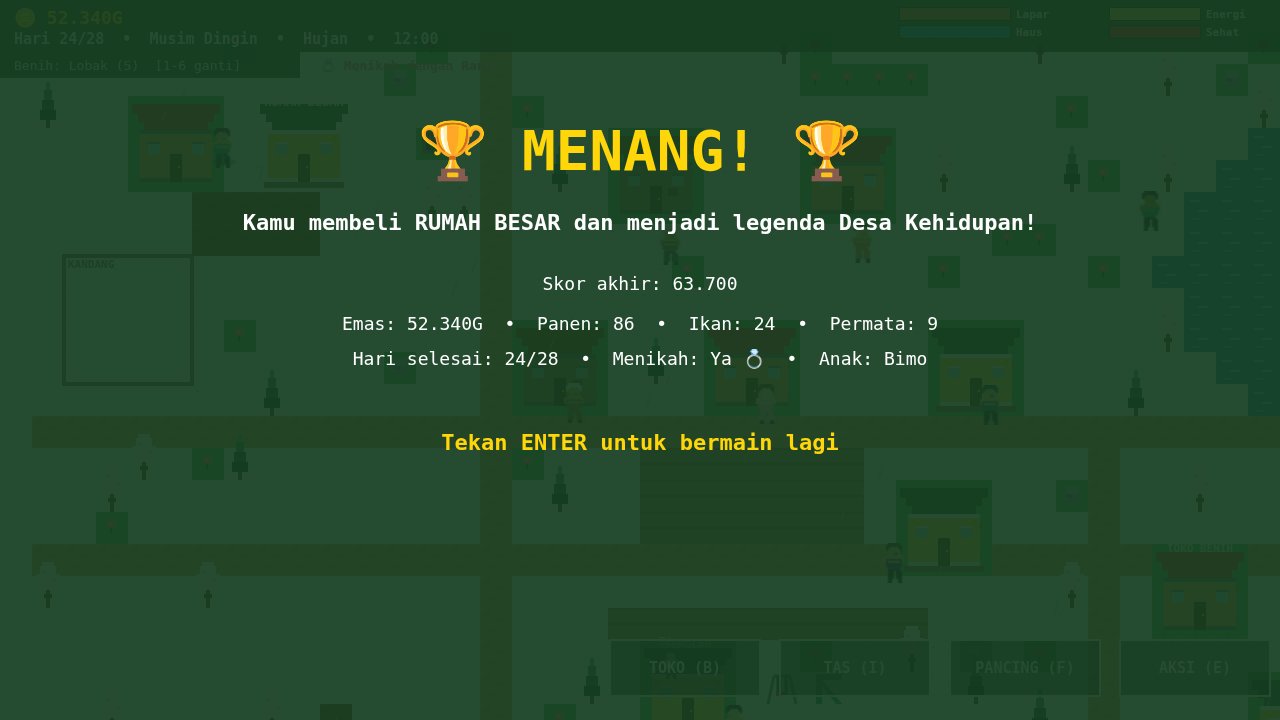 52.340G
Hari 24/28 • Musim Dingin • Hujan • 12:00
Lapar
Energi
Haus
Sehat
Benih: Lobak (5) [1-6 ganti]
KANDANG
🏆 MENANG! 🏆
Kamu membeli RUMAH BESAR dan menjadi legenda Desa Kehidupan!
Skor akhir: 63.700
Emas: 52.340G • Panen: 86 • Ikan: 24 • Permata: 9
Hari selesai: 24/28 • Menikah: Ya 💍 • Anak: Bimo
Tekan ENTER untuk bermain lagi
TOKO BENIH
TOKO (B)
TAS (I)
PANCING (F)
AKSI (E)